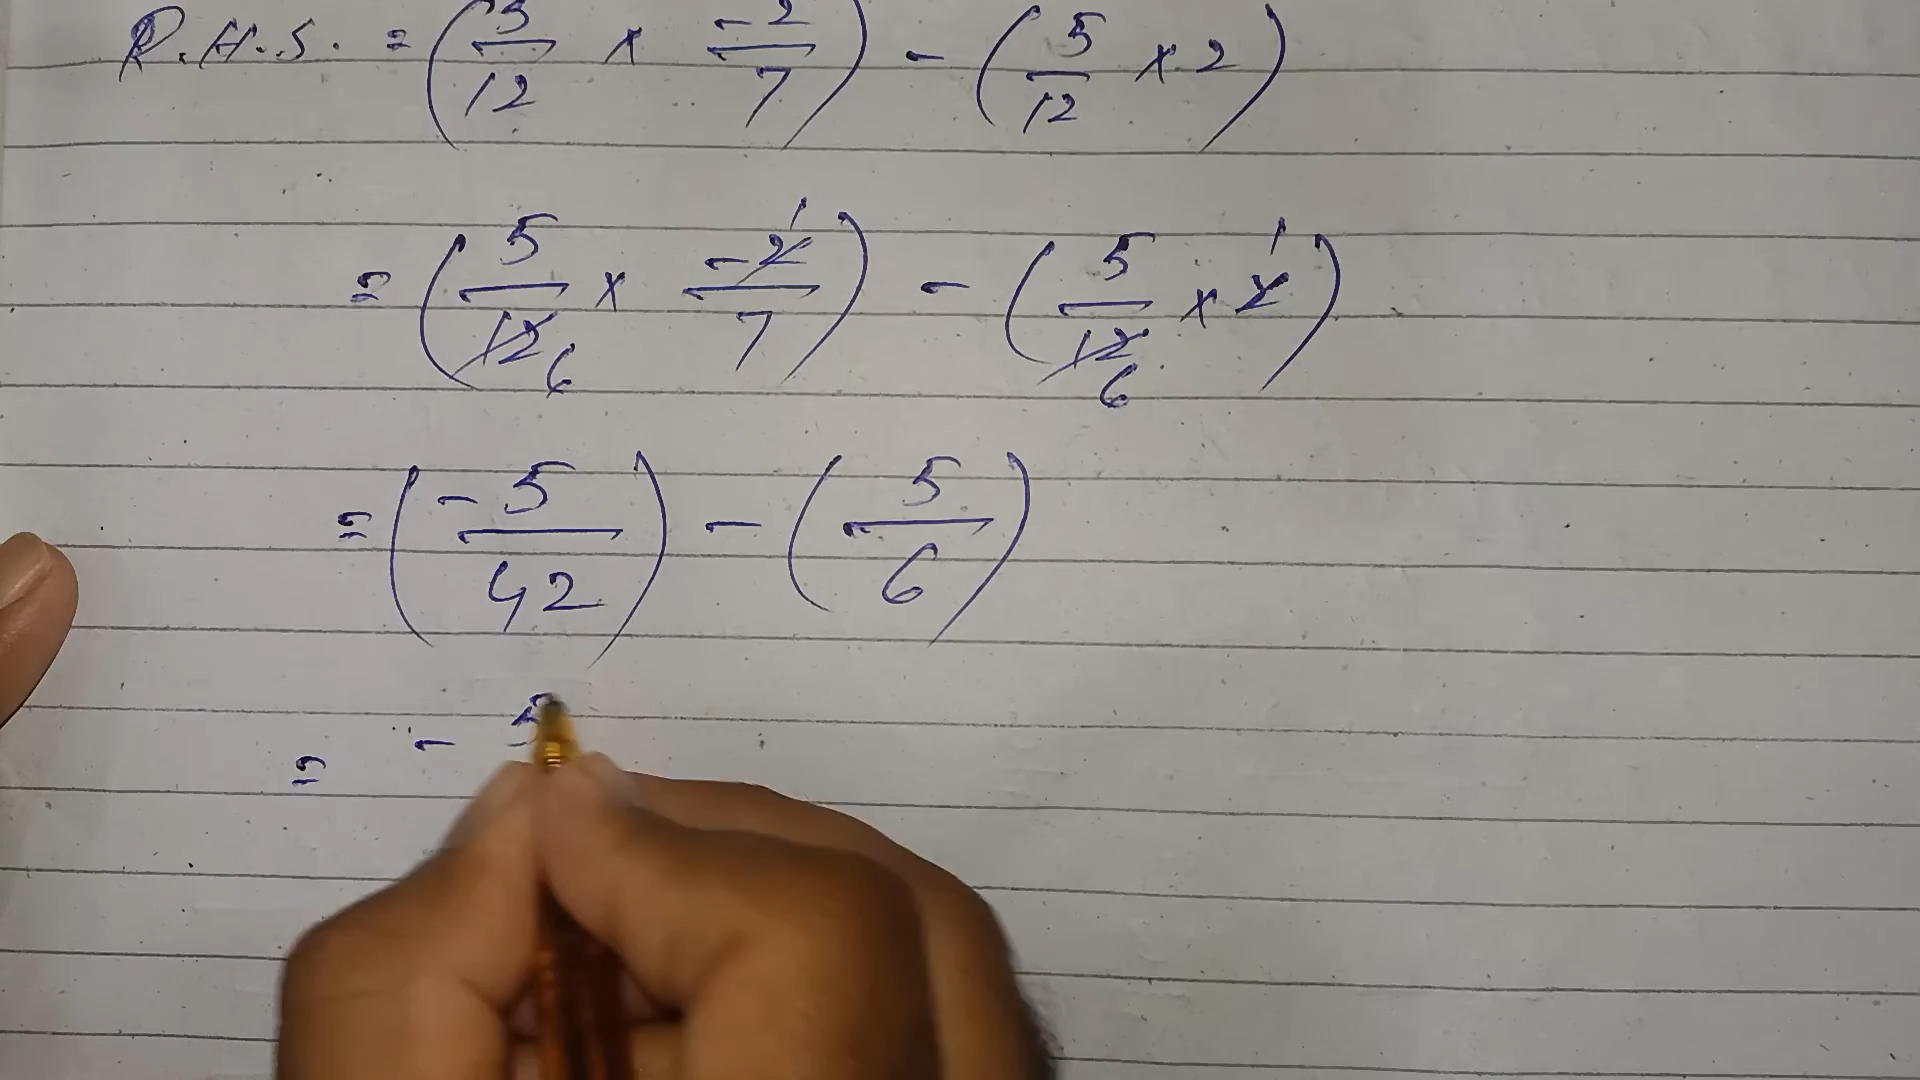 R.H.S. = (5/12 × -2/7) - (5/12 × 2)
= (5/12 6 × -2 1/7) - (5/12 6 × 2 1)
= (-5/42) - (5/6)
= - 5